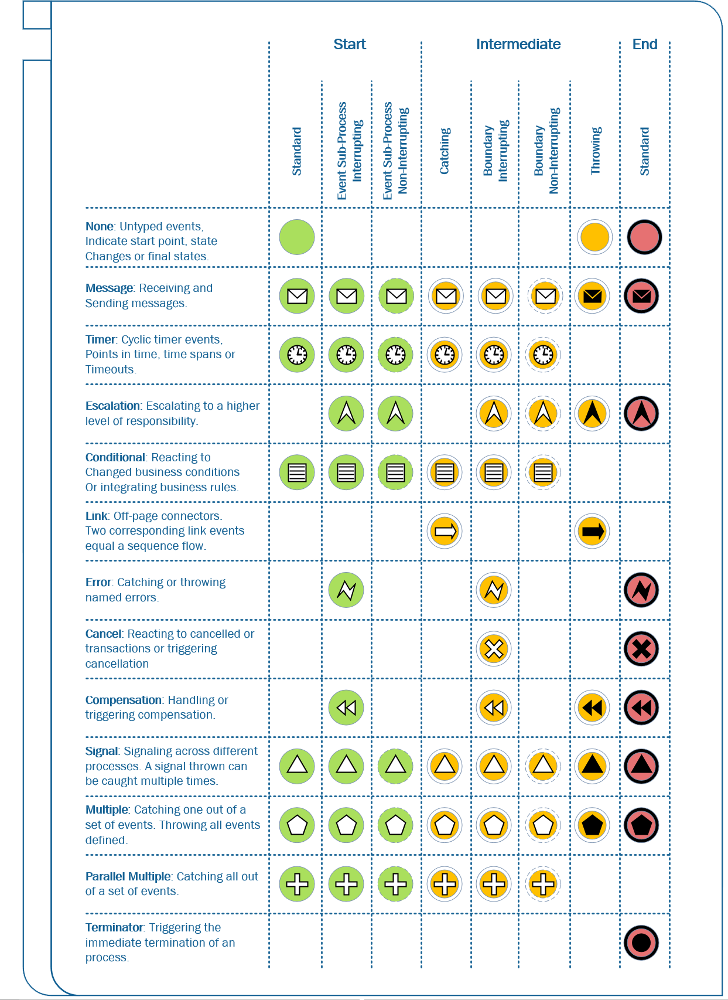 Start
Intermediate
End
Standard
Event Sub-Process
Interrupting
Event Sub-Process
Non-Interrupting
Catching
Boundary
Interrupting
Boundary
Non-Interrupting
Throwing
Standard
None: Untyped events,
Indicate start point, state
Changes or final states.
Message: Receiving and
Sending messages.
Timer: Cyclic timer events,
Points in time, time spans or
Timeouts.
Escalation: Escalating to a higher
level of responsibility.
Conditional: Reacting to
Changed business conditions
Or integrating business rules.
Link: Off-page connectors.
Two corresponding link events
equal a sequence flow.
Error: Catching or throwing
named errors.
Cancel: Reacting to cancelled or
transactions or triggering
cancellation
Compensation: Handling or
triggering compensation.
Signal: Signaling across different
processes. A signal thrown can
be caught multiple times.
Multiple: Catching one out of a
set of events. Throwing all events
defined.
Parallel Multiple: Catching all out
of a set of events.
Terminator: Triggering the
immediate termination of an
process.